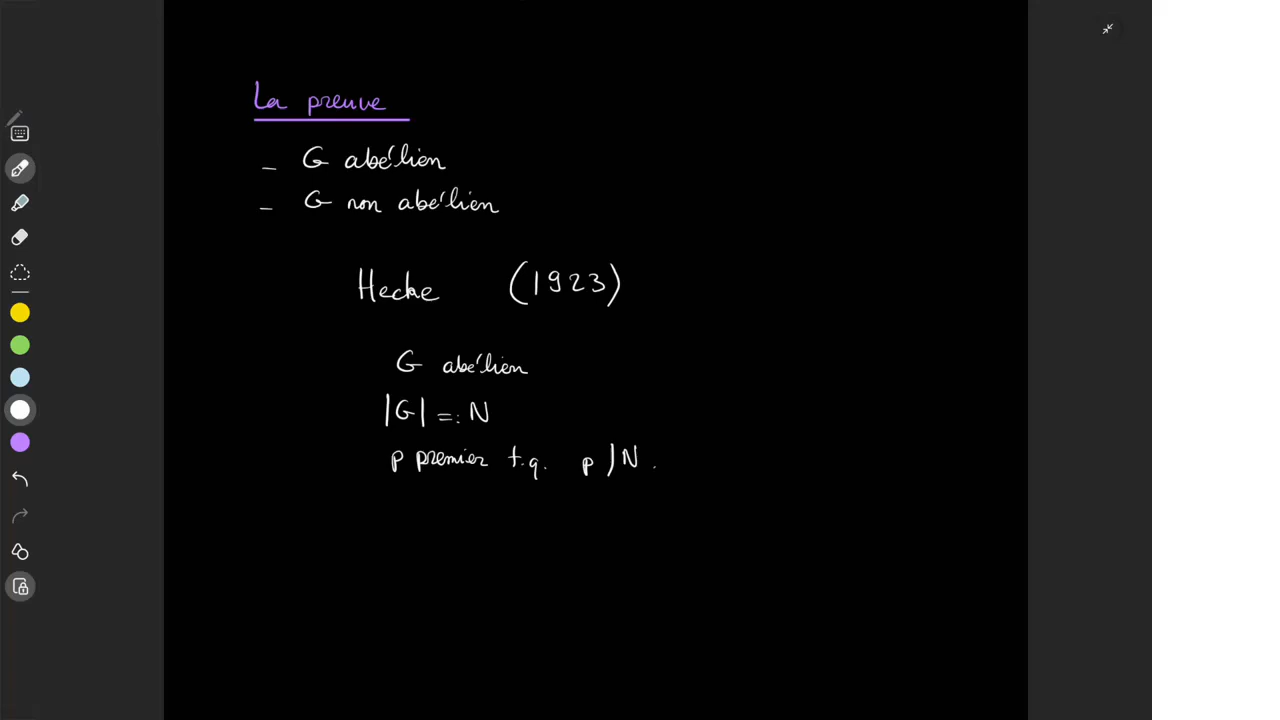 La preuve
– G abélien
– G non abélien
Hecke (1923)
G abélien
|G| =: N
p premier t.q. p | N.